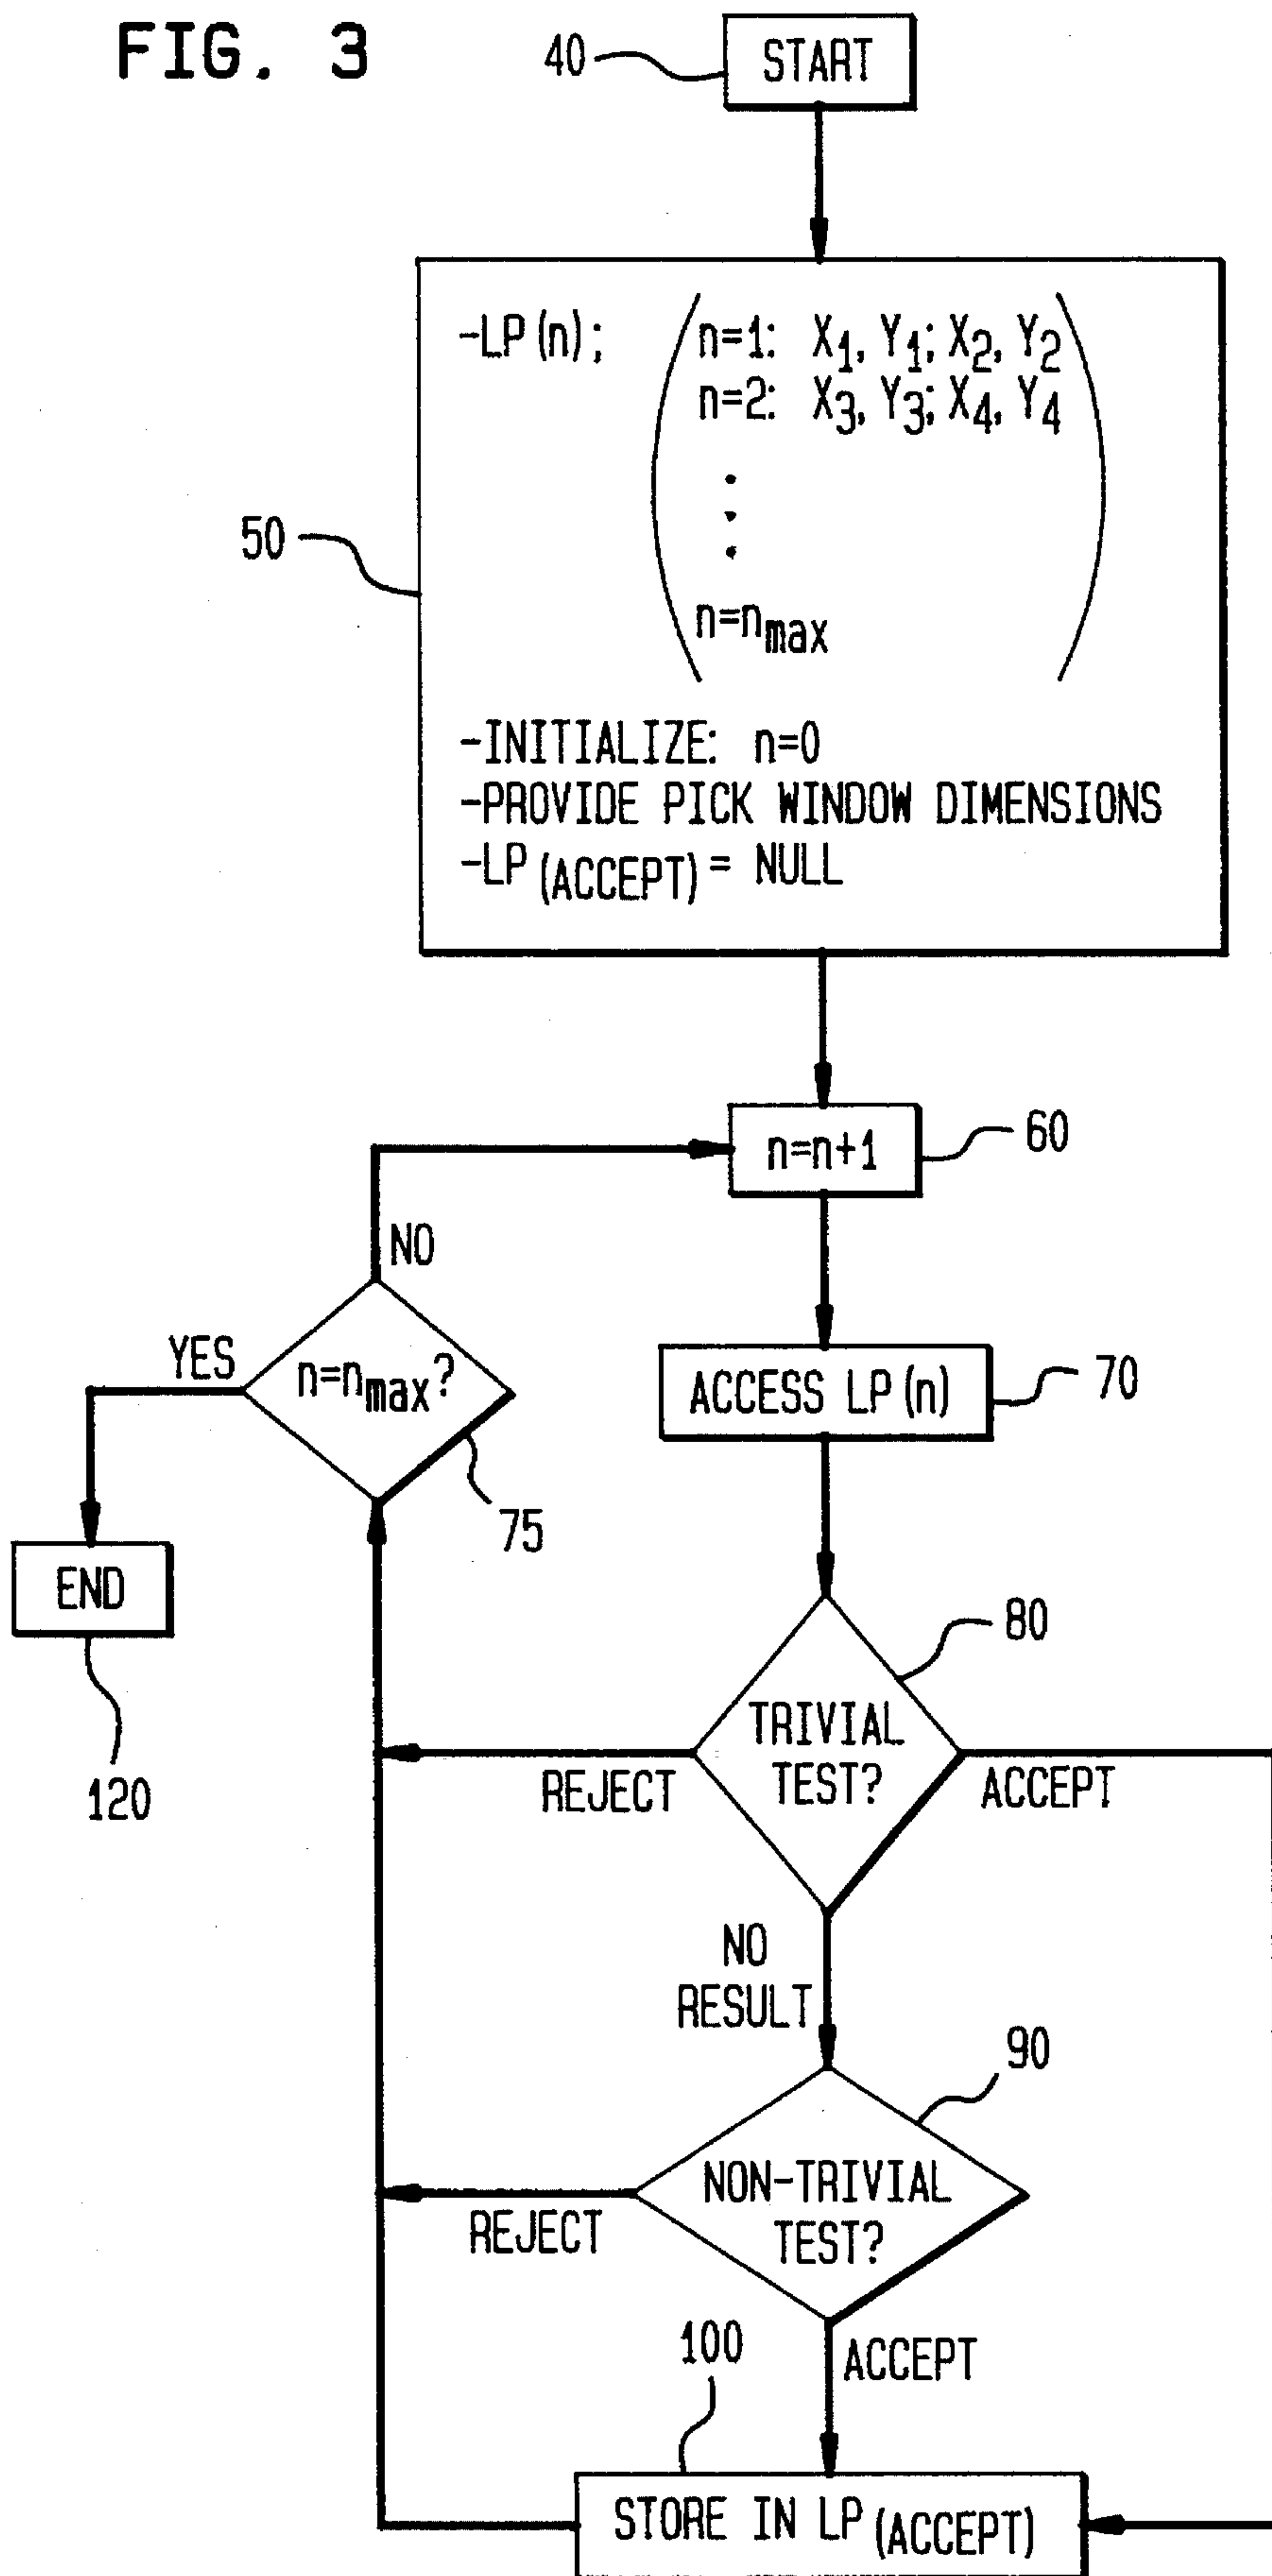 FIG. 3
40
START
-LP(n);
n=1: X1, Y1; X2, Y2
n=2: X3, Y3; X4, Y4
n=nmax
50
-INITIALIZE: n=0
-PROVIDE PICK WINDOW DIMENSIONS
-LP(ACCEPT) = NULL
n=n+1
60
NO
YES
n=nmax?
75
ACCESS LP(n)
70
END
120
80
TRIVIAL
TEST?
REJECT
ACCEPT
NO
RESULT
90
NON-TRIVIAL
TEST?
REJECT
ACCEPT
100
STORE IN LP(ACCEPT)